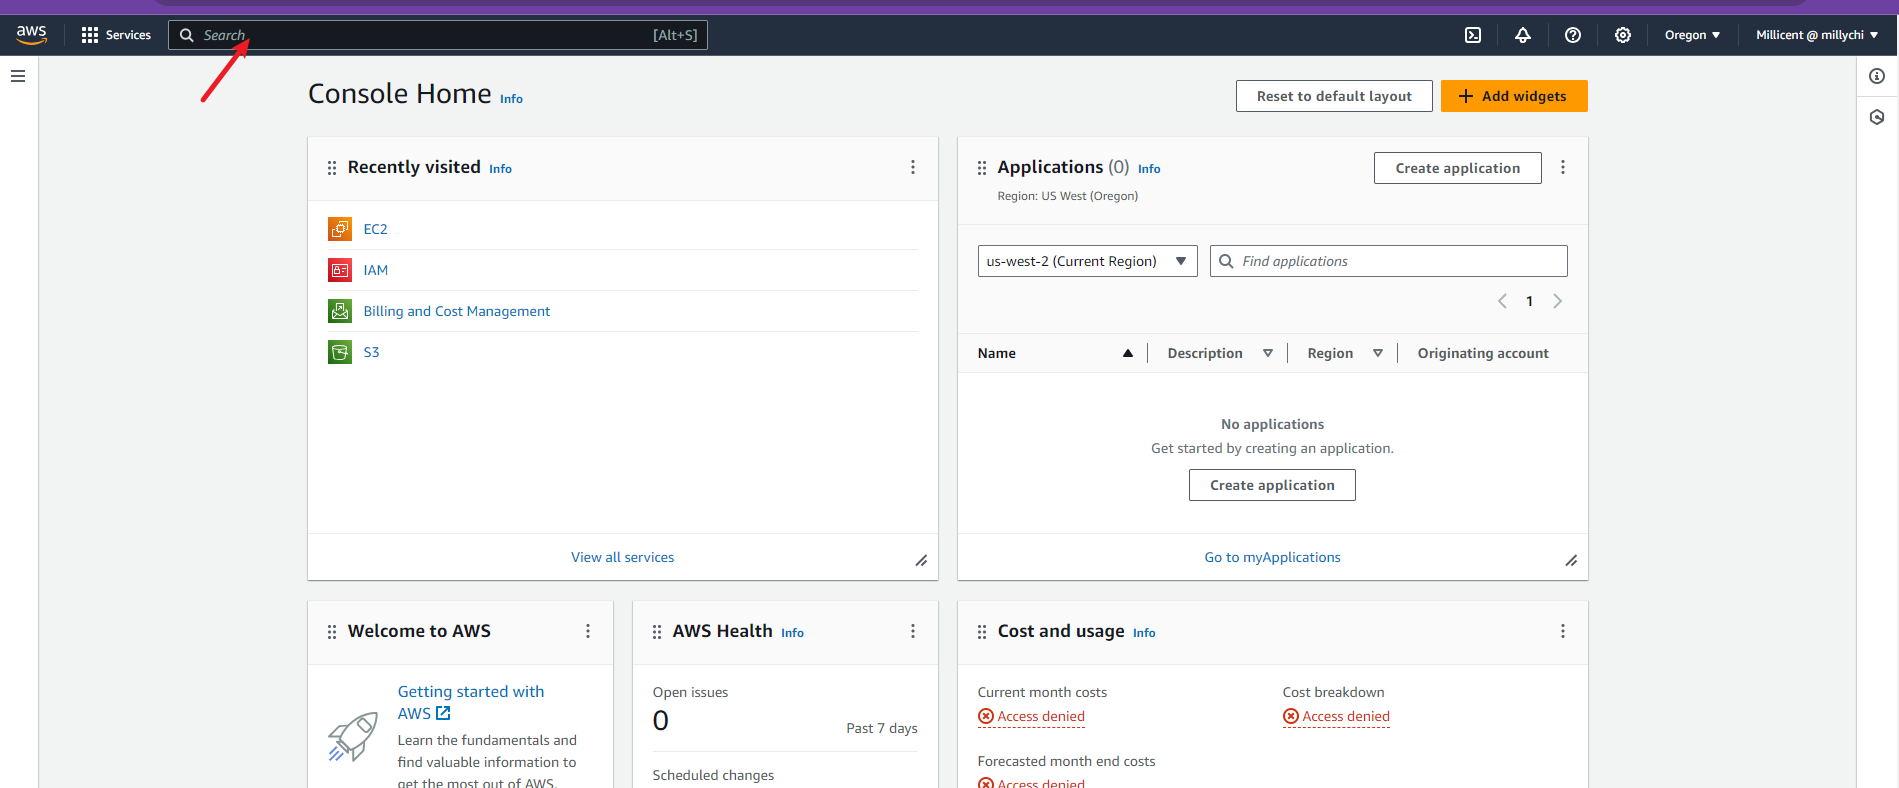 aws
Services
Search
[Alt+S]
Oregon
Millicent @ millychi
Console Home Info
Reset to default layout
Add widgets
Recently visited Info
EC2
IAM
Billing and Cost Management
S3
View all services
Applications (0) Info
Region: US West (Oregon)
Create application
us-west-2 (Current Region)
Find applications
1
Name
Description
Region
Originating account
No applications
Get started by creating an application.
Create application
Go to myApplications
Welcome to AWS
Getting started with
AWS
Learn the fundamentals and
find valuable information to
get the most out of AWS.
AWS Health Info
Open issues
0
Past 7 days
Scheduled changes
Cost and usage Info
Current month costs
Access denied
Cost breakdown
Access denied
Forecasted month end costs
Access denied